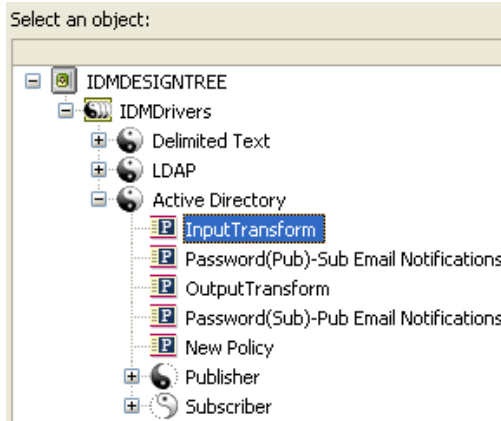 Select an object:
IDMDESIGNTREE
IDMDrivers
Delimited Text
LDAP
Active Directory
InputTransform
Password(Pub)-Sub Email Notifications
OutputTransform
Password(Sub)-Pub Email Notifications
New Policy
Publisher
Subscriber